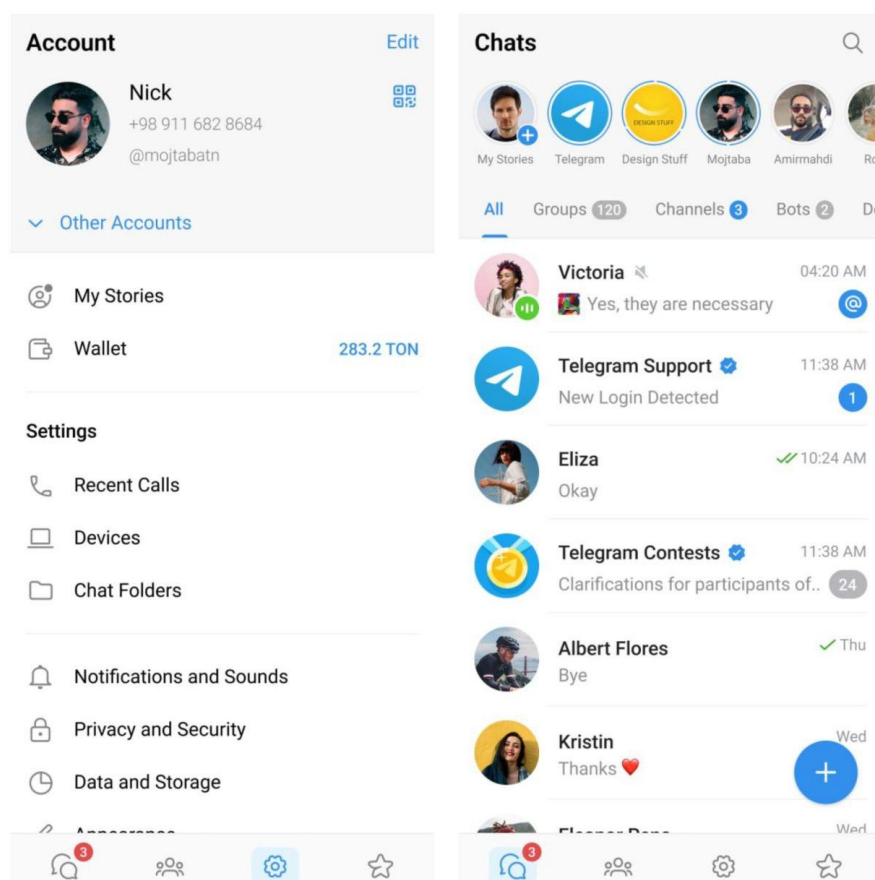 Account
Edit
Nick
+98 911 682 8684
@mojtabatn
Other Accounts
My Stories
Wallet
283.2 TON
Settings
Recent Calls
Devices
Chat Folders
Notifications and Sounds
Privacy and Security
Data and Storage
Appearance
3
Chats
DESIGN STUFF
My Stories
Telegram
Design Stuff
Mojtaba
Amirmahdi
All
Groups 120
Channels 3
Bots 2
Victoria
04:20 AM
Yes, they are necessary
@
Telegram Support
11:38 AM
New Login Detected
1
Eliza
10:24 AM
Okay
Telegram Contests
11:38 AM
Clarifications for participants of..
24
Albert Flores
Thu
Bye
Kristin
Wed
Thanks ❤️
+
Wed
3